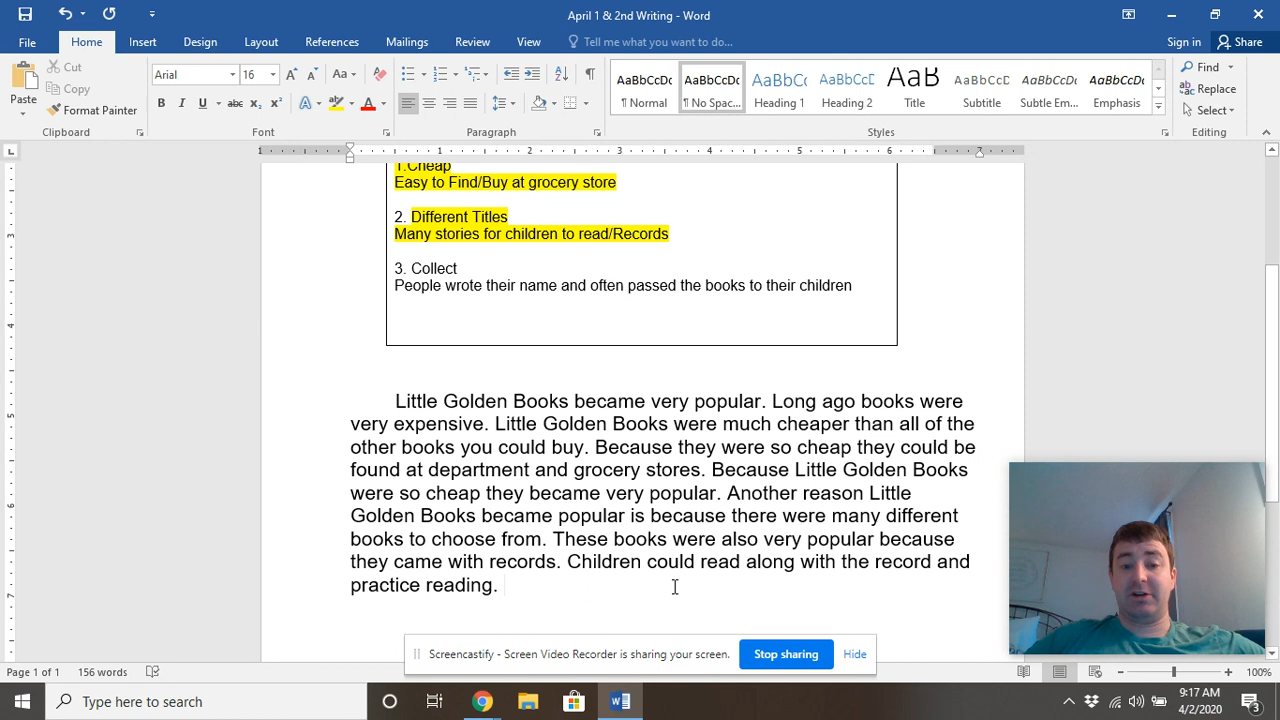 April 1 & 2nd Writing - Word
File Home Insert Design Layout References Mailings Review View Tell me what you want to do... Sign in Share
Cut
Copy
Format Painter
Paste
Clipboard
Arial 16
Font
Paragraph
AaBbCcDc AaBbCcDc AaBbCc AaBbCcE AaB AaBbCcD AaBbCcDc AaBbCcDc
¶ Normal ¶ No Spac... Heading 1 Heading 2 Title Subtitle Subtle Em... Emphasis
Styles
Find
Replace
Select
Editing
1.Cheap
Easy to Find/Buy at grocery store
2. Different Titles
Many stories for children to read/Records
3. Collect
People wrote their name and often passed the books to their children
Little Golden Books became very popular. Long ago books were
very expensive. Little Golden Books were much cheaper than all of the
other books you could buy. Because they were so cheap they could be
found at department and grocery stores. Because Little Golden Books
were so cheap they became very popular. Another reason Little
Golden Books became popular is because there were many different
books to choose from. These books were also very popular because
they came with records. Children could read along with the record and
practice reading.
Screencastify - Screen Video Recorder is sharing your screen. Stop sharing Hide
Page 1 of 1 156 words 100%
Type here to search
9:17 AM
4/2/2020
3